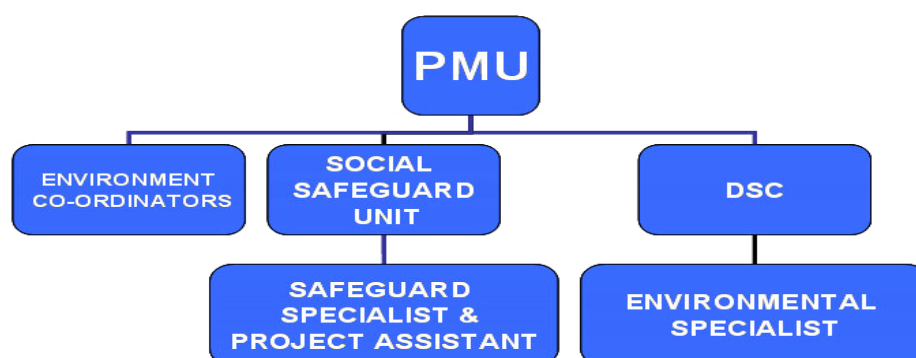 PMU
ENVIRONMENT
CO-ORDINATORS
SOCIAL
SAFEGUARD
UNIT
DSC
SAFEGUARD
SPECIALIST &
PROJECT ASSISTANT
ENVIRONMENTAL
SPECIALIST